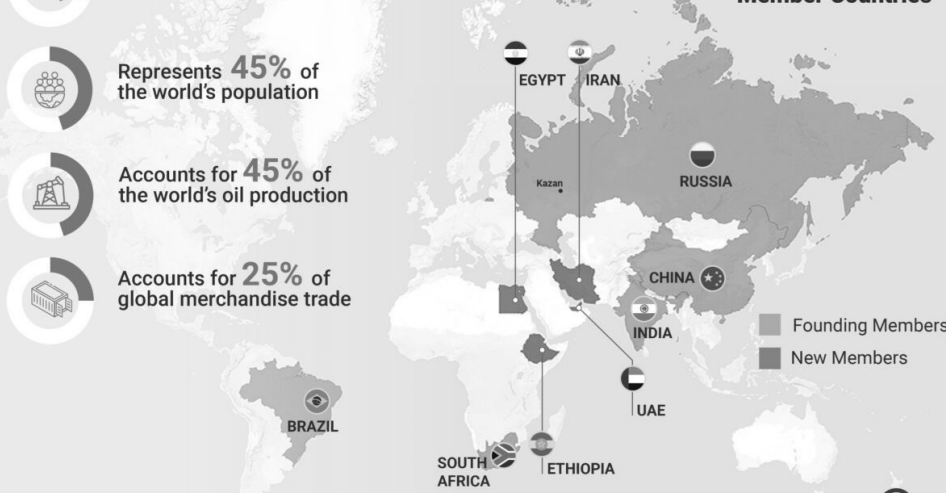 Member Countries
Represents 45% of
the world's population
Accounts for 45% of
the world's oil production
Accounts for 25% of
global merchandise trade
EGYPT
IRAN
Kazan
RUSSIA
CHINA
INDIA
Founding Members
New Members
UAE
BRAZIL
SOUTH
AFRICA
ETHIOPIA